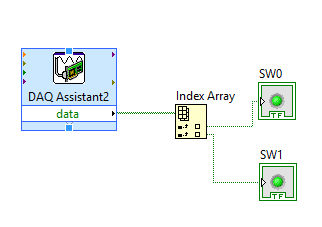 SW0
Index Array
DAQ Assistant2
data
TF
SW1
TF